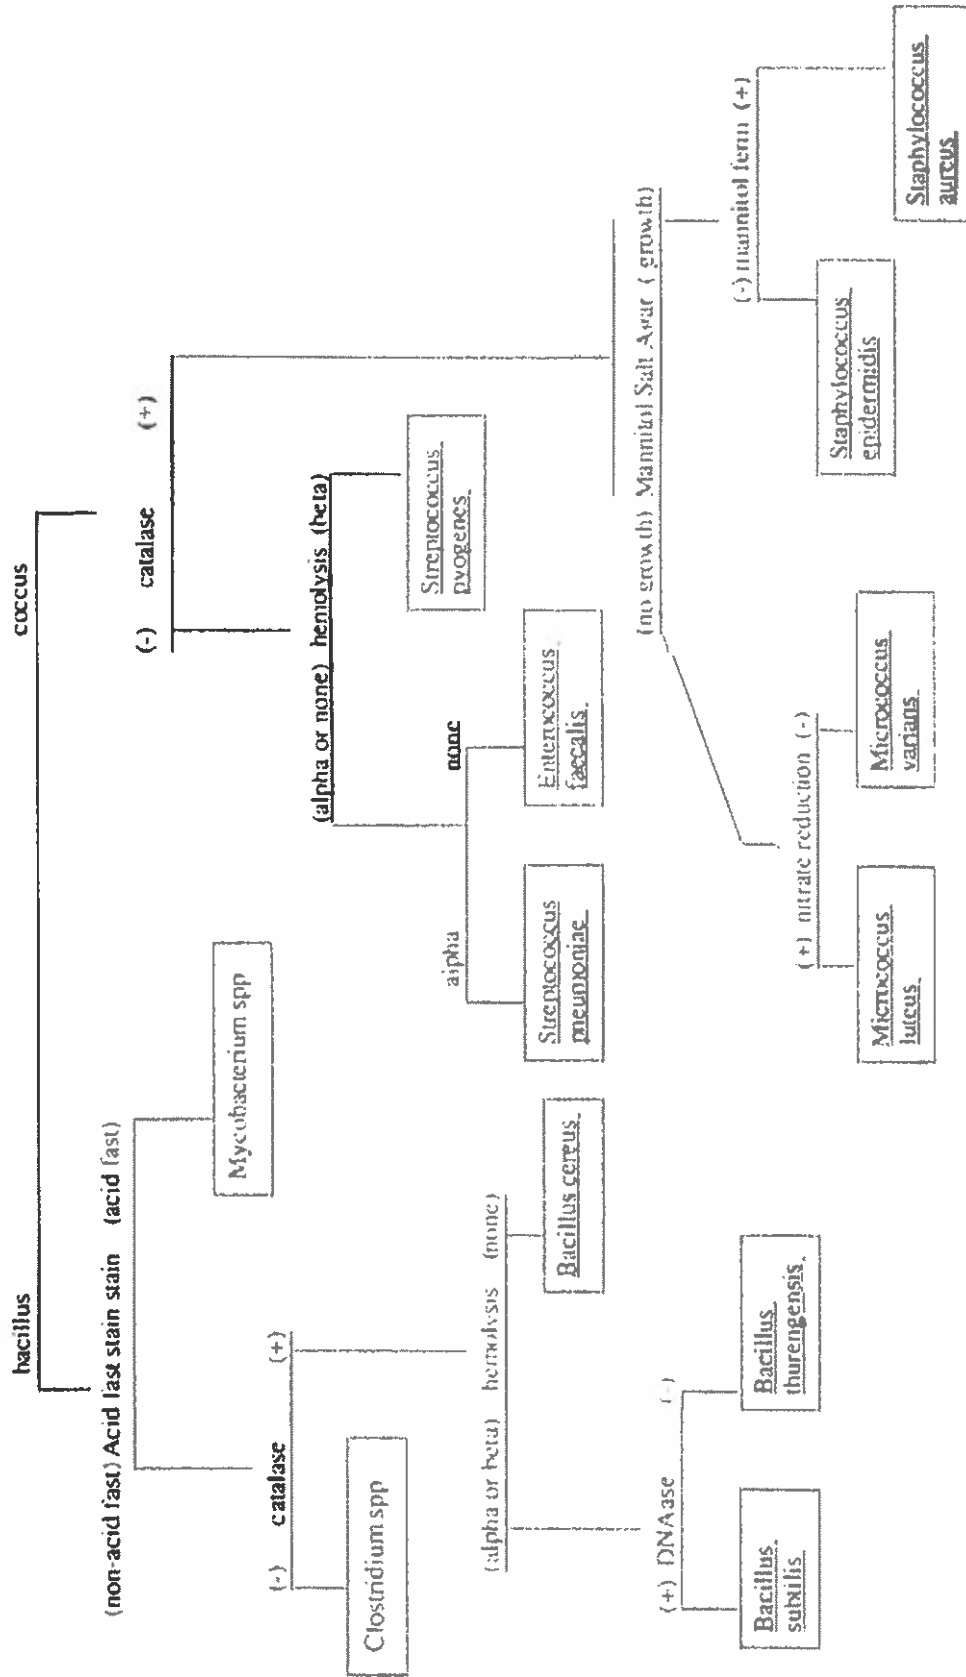 bacillus
coccus
(non-acid fast) Acid fast stain stain (acid fast)
(-) catalase (+)
Mycobacterium spp
(-) catalase (+)
Clostridium spp
(alpha or none) hemolysis (beta)
Streptococcus
pyogenes
alpha
none
Streptococcus
pneumoniae
Enterococcus
faecalis
(alpha or beta) hemolysis (none)
Bacillus cereus
(no growth) Mannitol Salt Agar ( growth)
(+) DNAase (-)
Bacillus
subtilis
Bacillus
thurengensis
(+) nitrate reduction (-)
(-) mannitol ferm (+)
Micrococcus
luteus
Micrococcus
varians
Staphylococcus
epidermidis
Staphylococcus
aureus